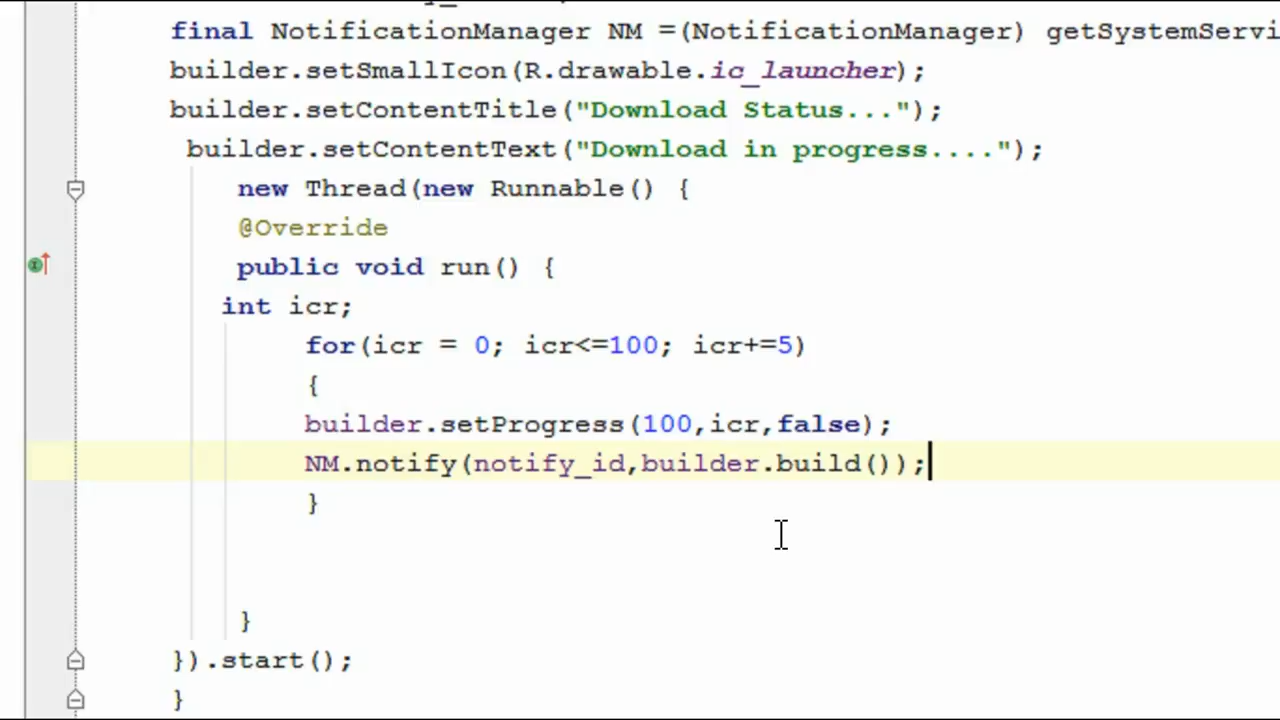 final NotificationManager NM =(NotificationManager) getSystemServi
builder.setSmallIcon(R.drawable.ic_launcher);
builder.setContentTitle("Download Status...");
builder.setContentText("Download in progress....");
new Thread(new Runnable() {
@Override
public void run() {
int icr;
for(icr = 0; icr<=100; icr+=5)
{
builder.setProgress(100,icr,false);
NM.notify(notify_id,builder.build());
}
}
}).start();
}